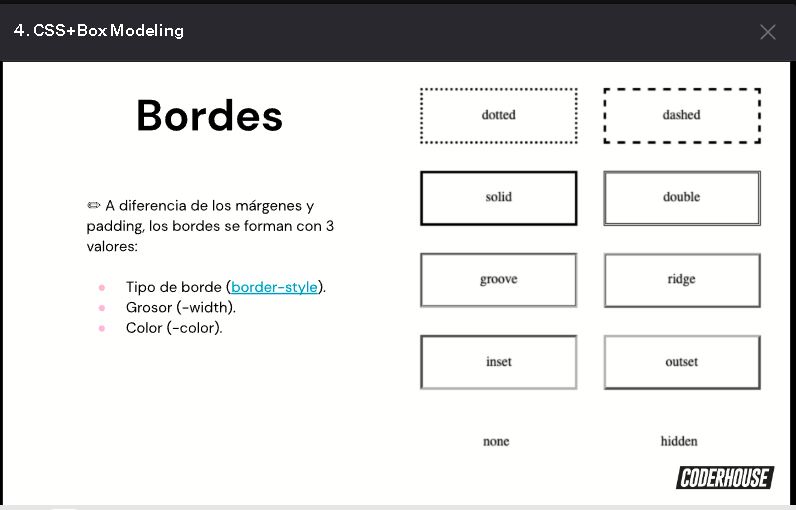 4. CSS+Box Modeling
Bordes
✏ A diferencia de los márgenes y
padding, los bordes se forman con 3
valores:
● Tipo de borde (border-style).
● Grosor (-width).
● Color (-color).
dotted
dashed
solid
double
groove
ridge
inset
outset
none
hidden
CODERHOUSE